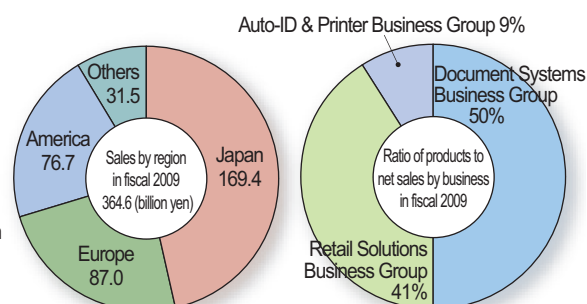 Auto-ID & Printer Business Group 9%
Others
31.5
America
76.7
Japan
169.4
Europe
87.0
Sales by region
in fiscal 2009
364.6 (billion yen)
Document Systems
Business Group
50%
Ratio of products to
net sales by business
in fiscal 2009
Retail Solutions
Business Group
41%